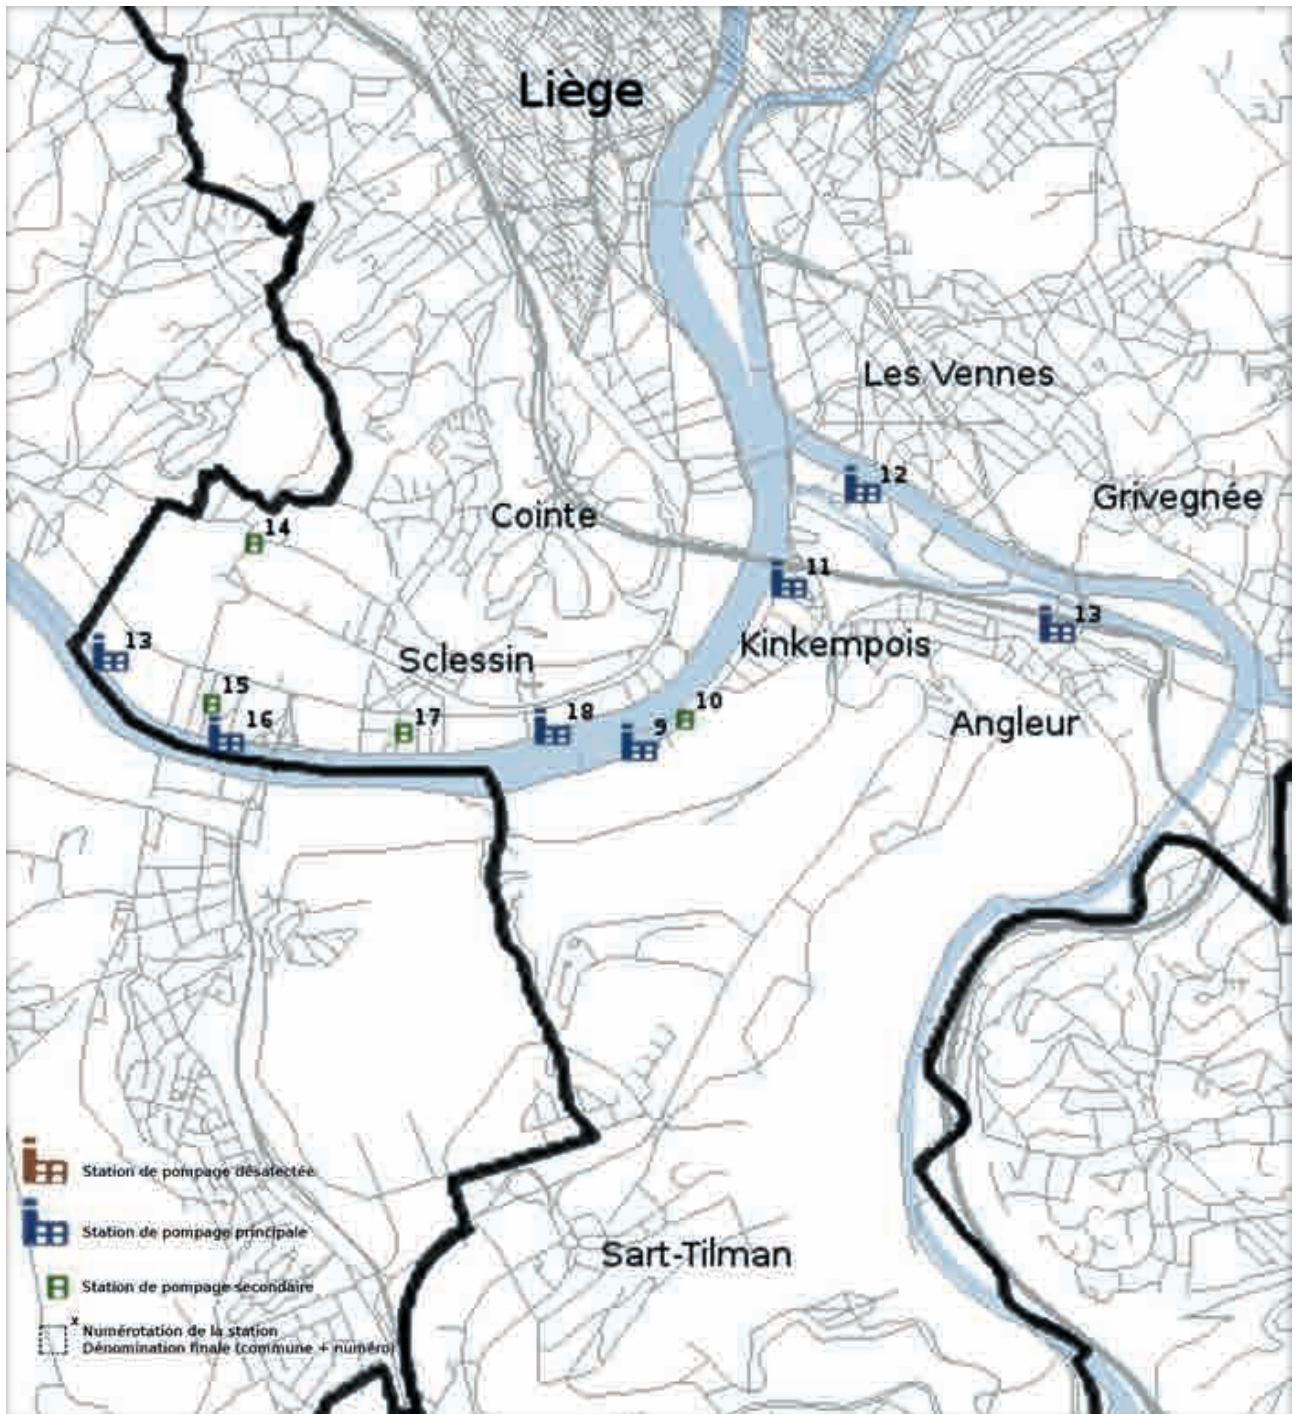 Liège
Les Vennes
12
Grivegnée
Cointe
14
11
13
13
Kinkempois
Sclessin
15
10
16
17
18
9
Angleur
Station de pompage désafectée
Station de pompage principale
Station de pompage secondaire
Sart-Tilman
x
Numérotation de la station
Dénomination finale (commune + numéro)